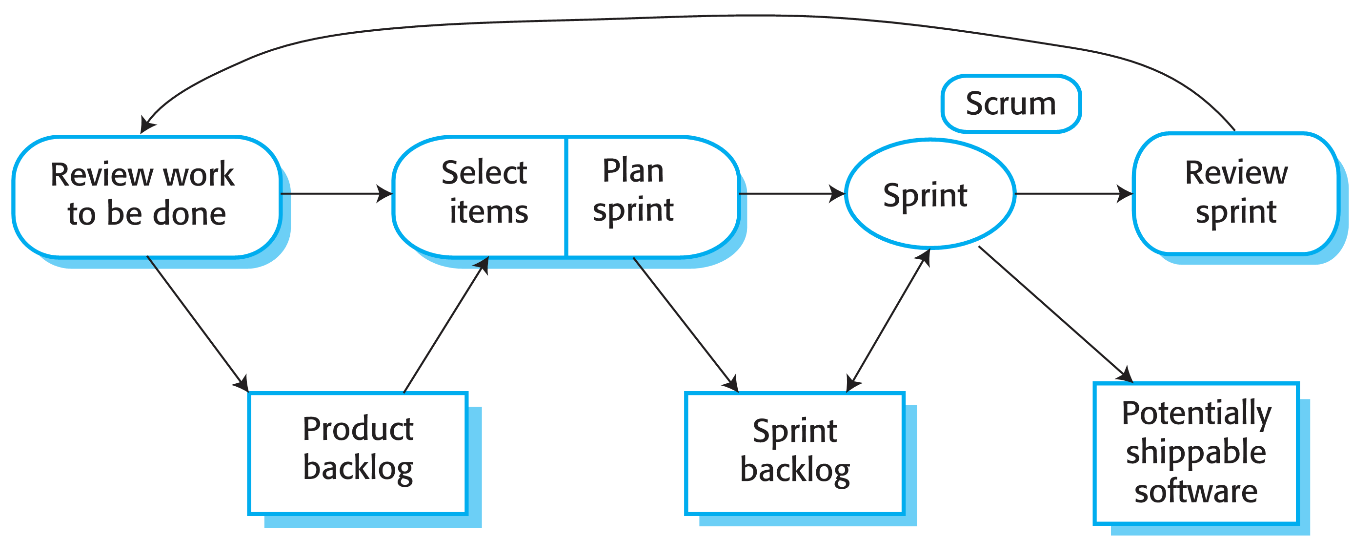 Scrum
Review work
to be done
Select
items
Plan
sprint
Sprint
Review
sprint
Product
backlog
Sprint
backlog
Potentially
shippable
software